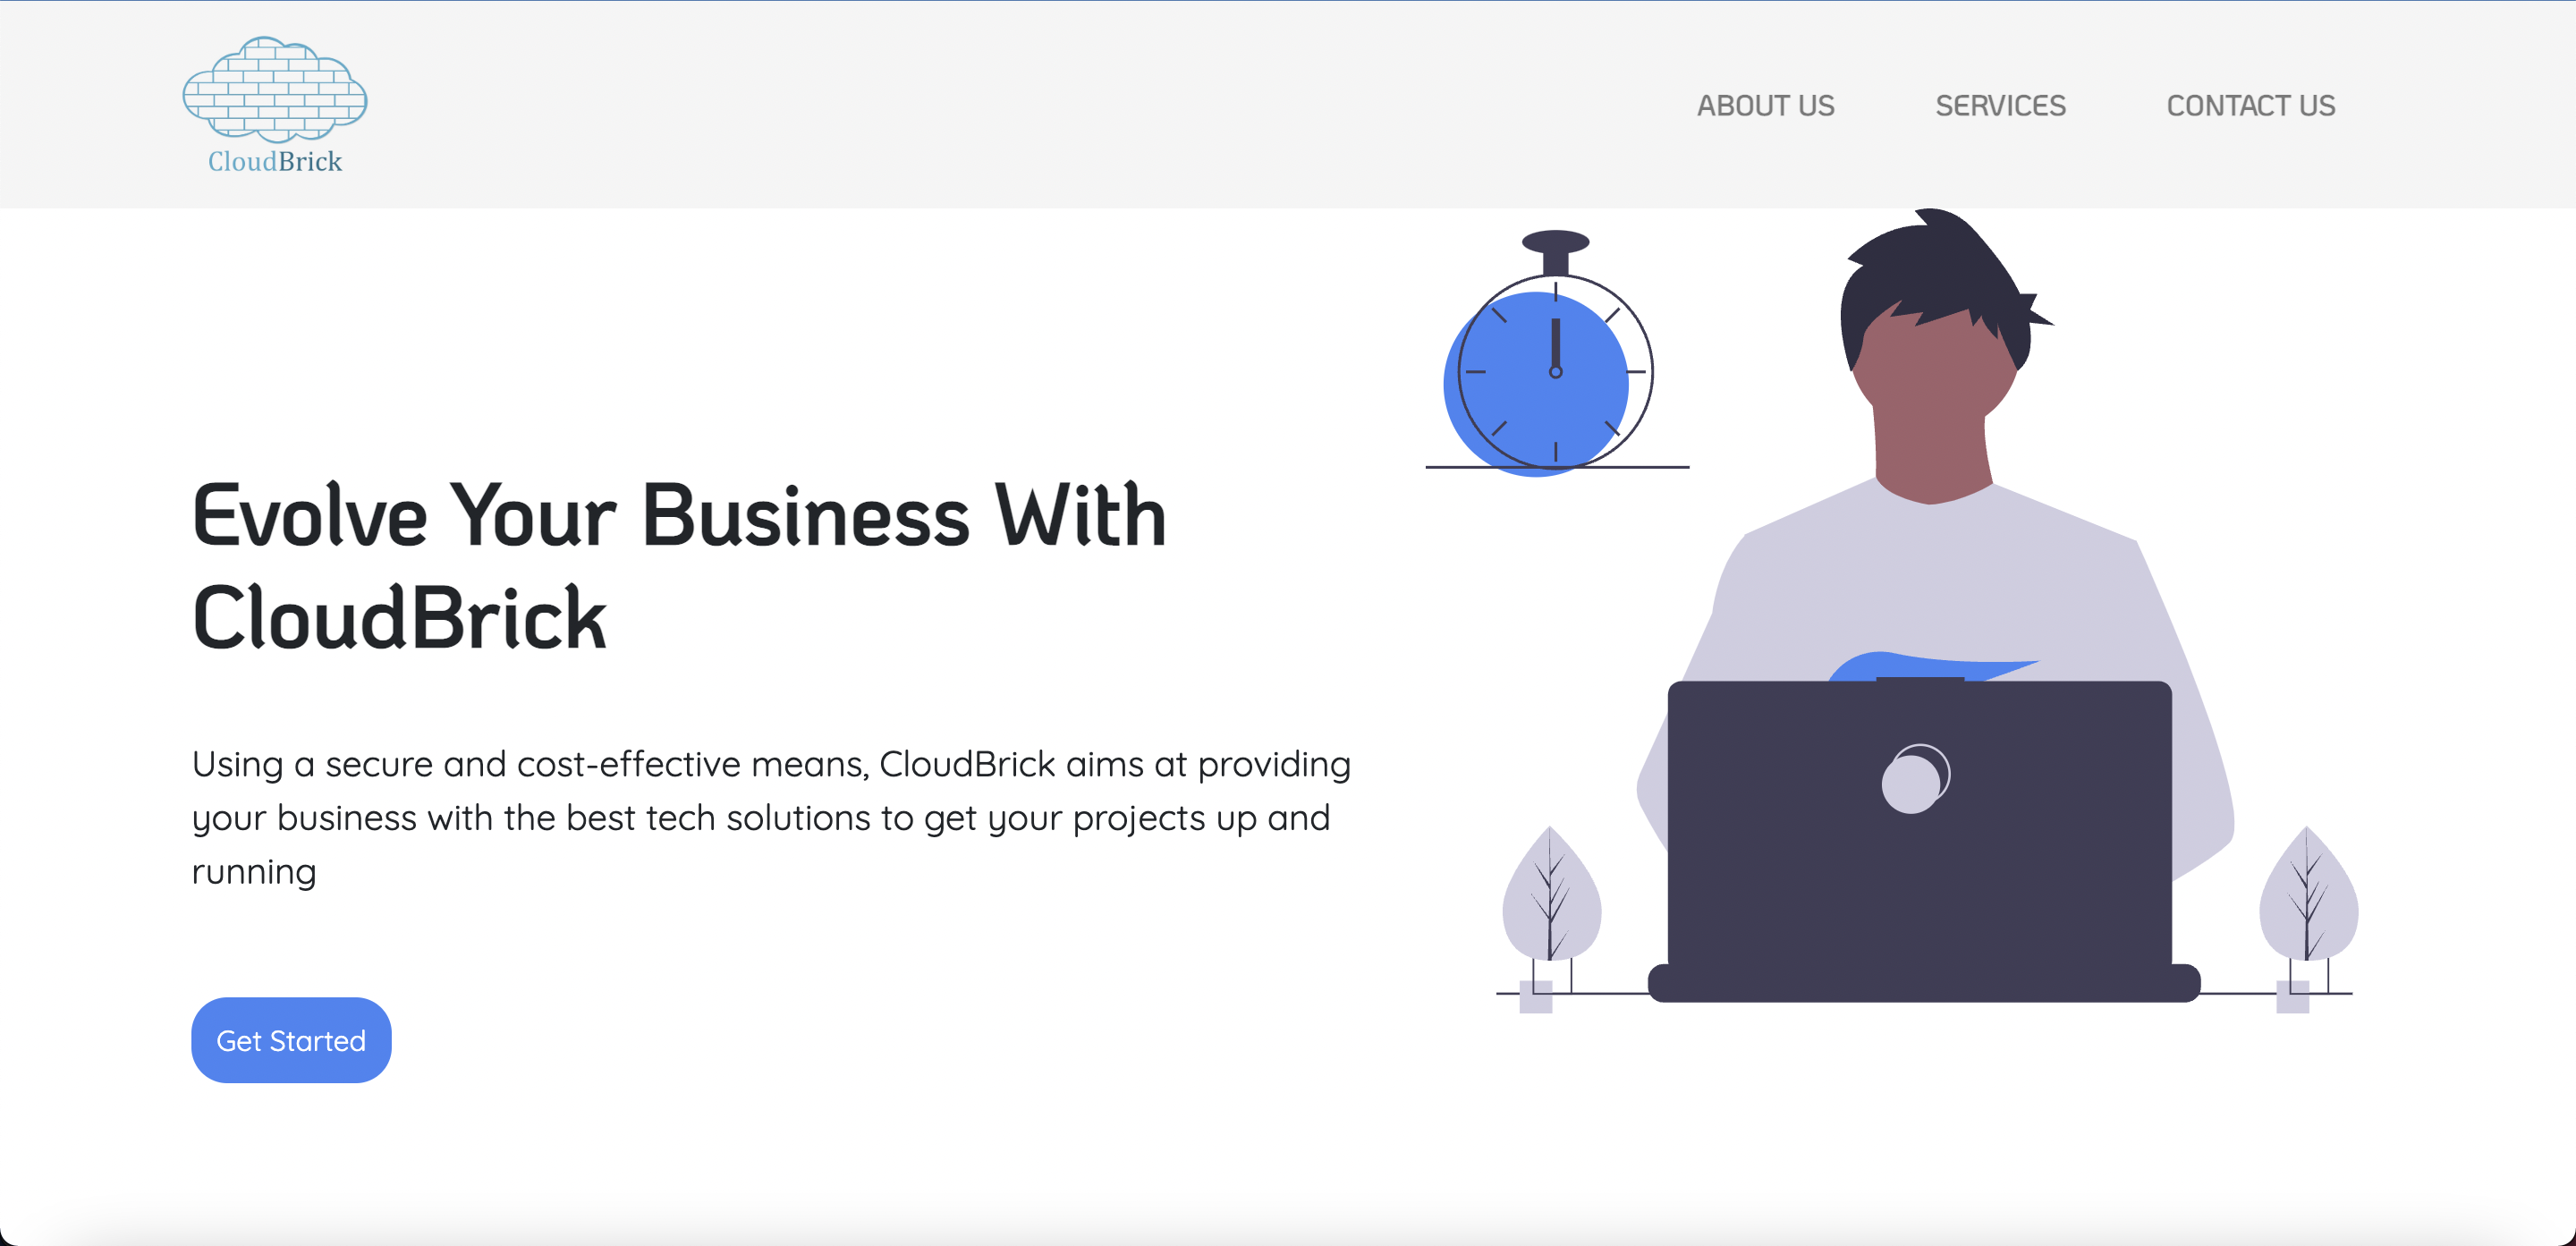 CloudBrick
ABOUT US SERVICES CONTACT US
Evolve Your Business With
CloudBrick
Using a secure and cost-effective means, CloudBrick aims at providing
your business with the best tech solutions to get your projects up and
running
Get Started